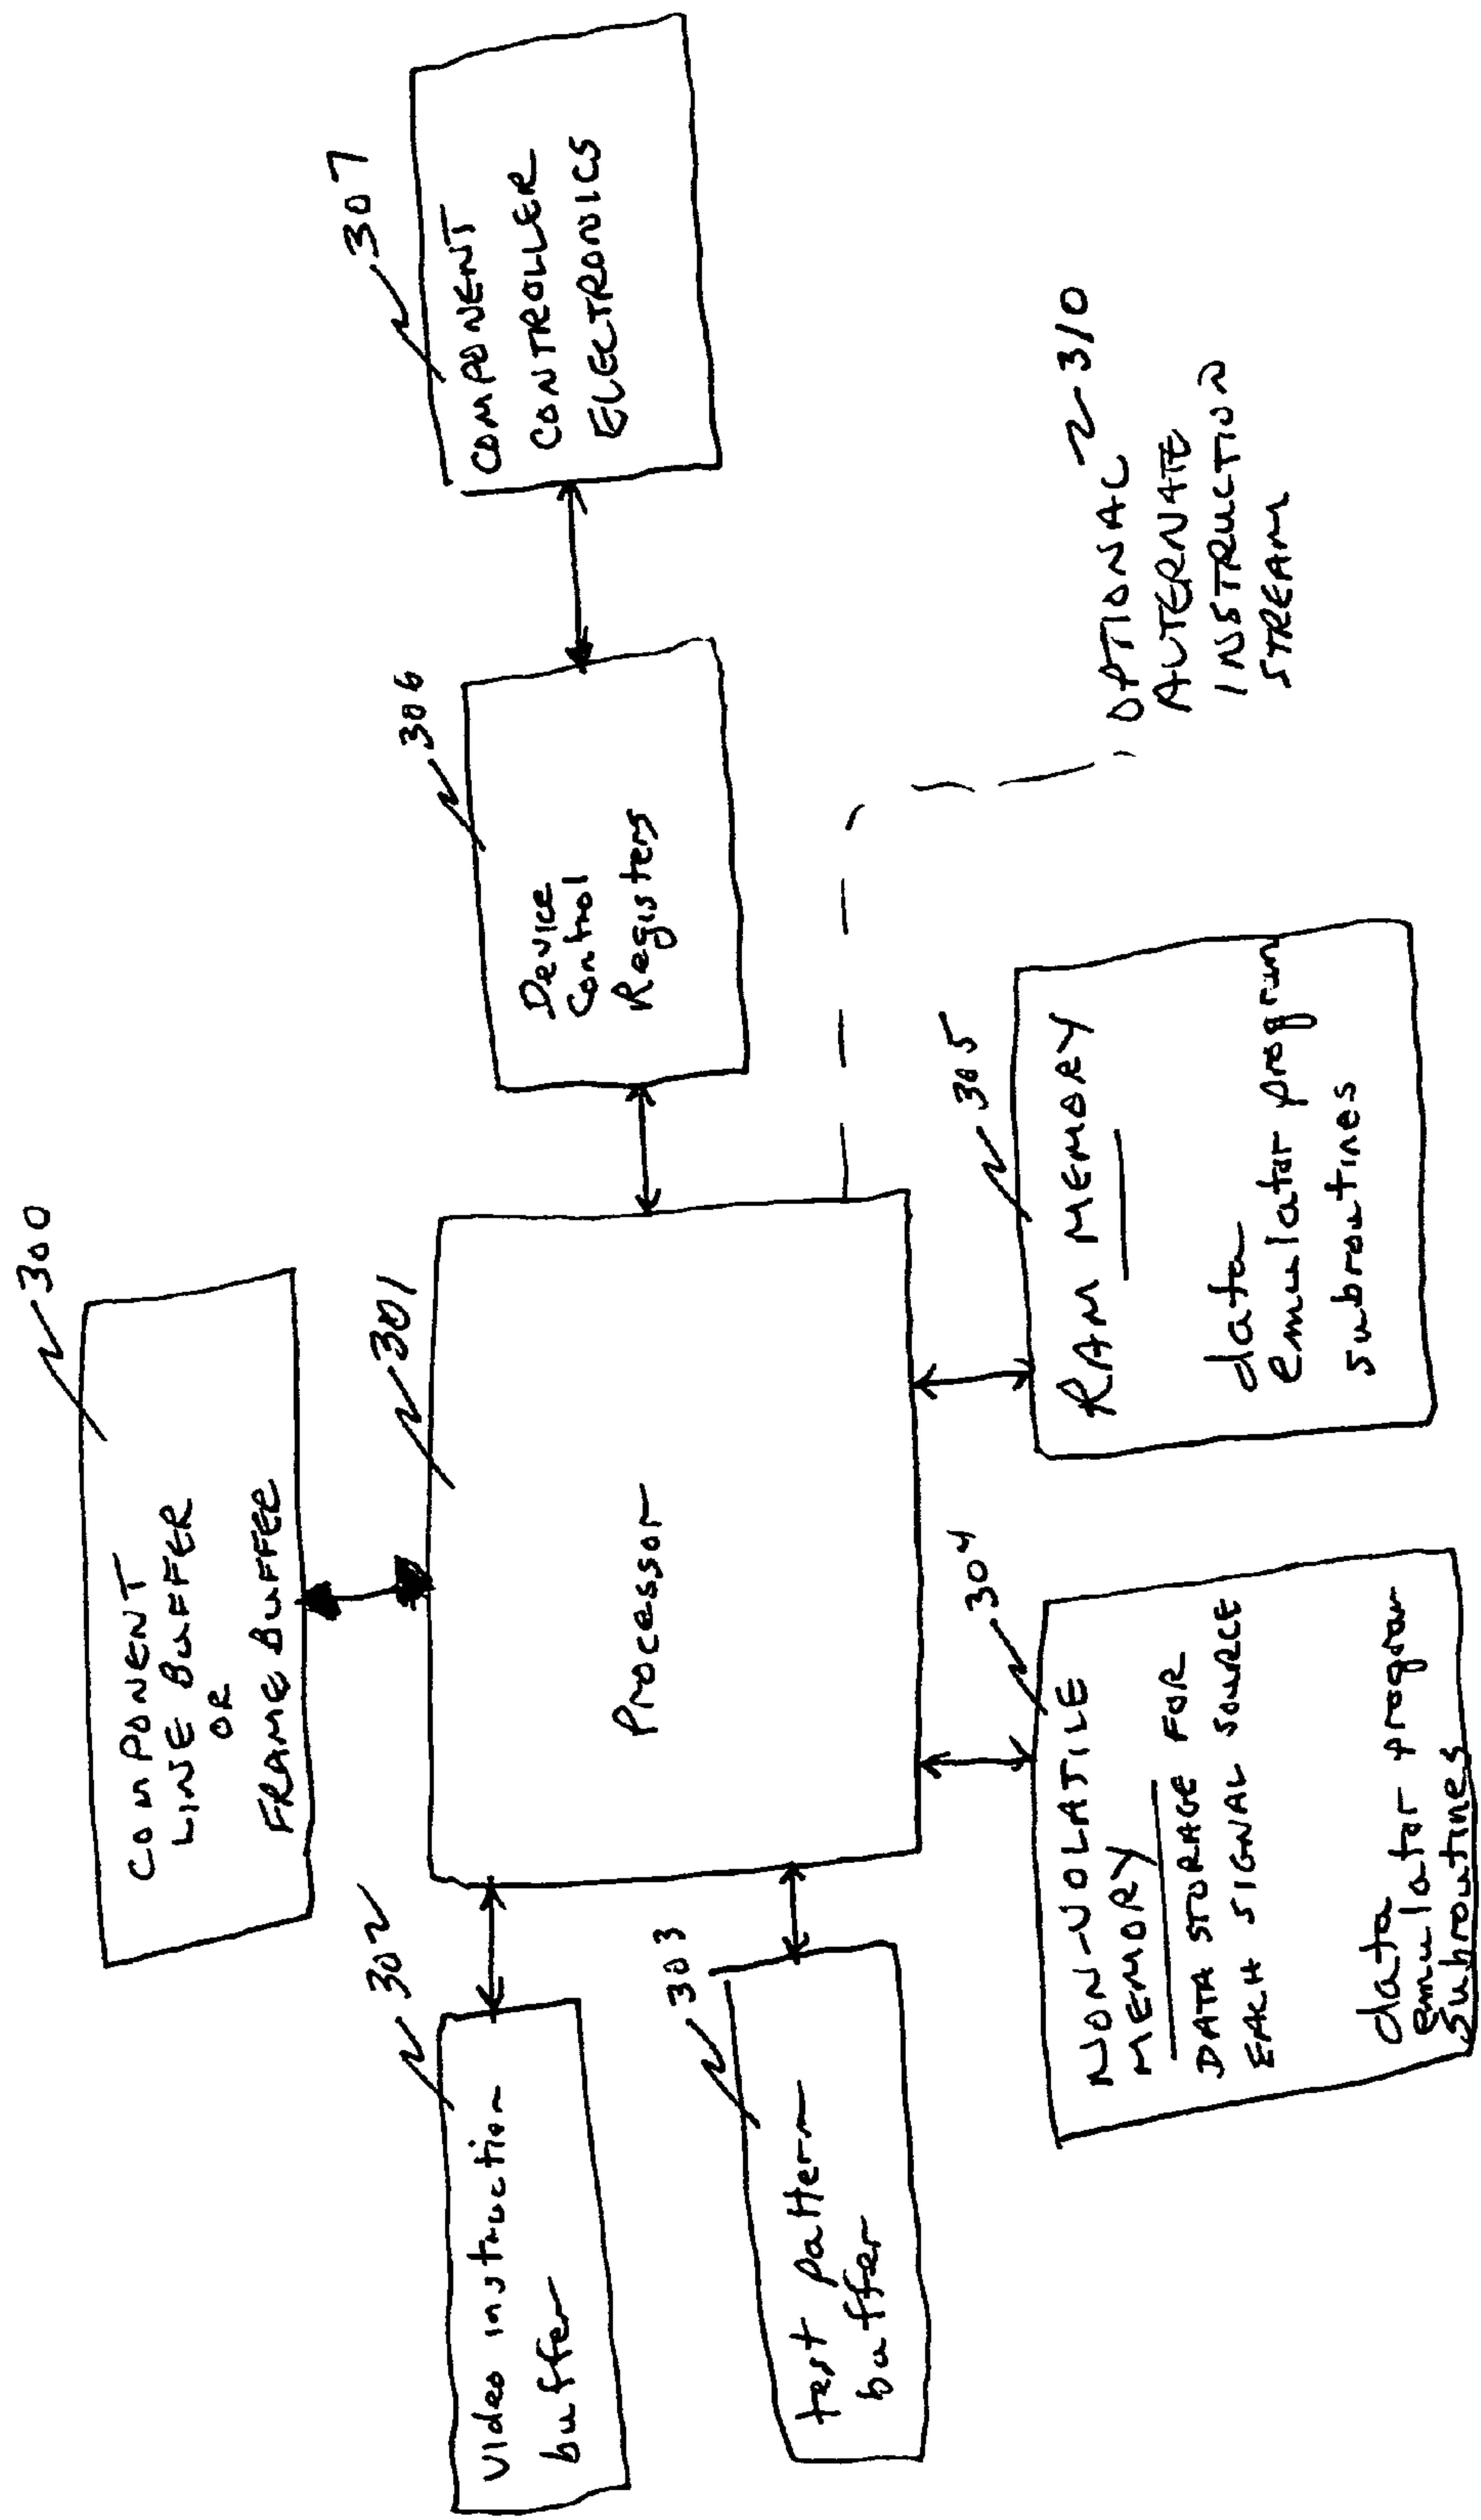 300
COMPONENT
LINE BUFFER
OR
FRAME BUFFER
302
Video instruction
buffer
301
Processor
306
Device
Control
Registers
307
COMPONENT
CONTROLLER
ELECTRONICS
303
test pattern
buffer
304
NON-VOLATILE
MEMORY
DATA STORAGE FOR
EACH SIGNAL SOURCE
data
emulator program
subroutines
305
RAM MEMORY
data
emulator program
subroutines
310
OPTIONAL
ALTERNATE
INSTRUCTION
STREAM